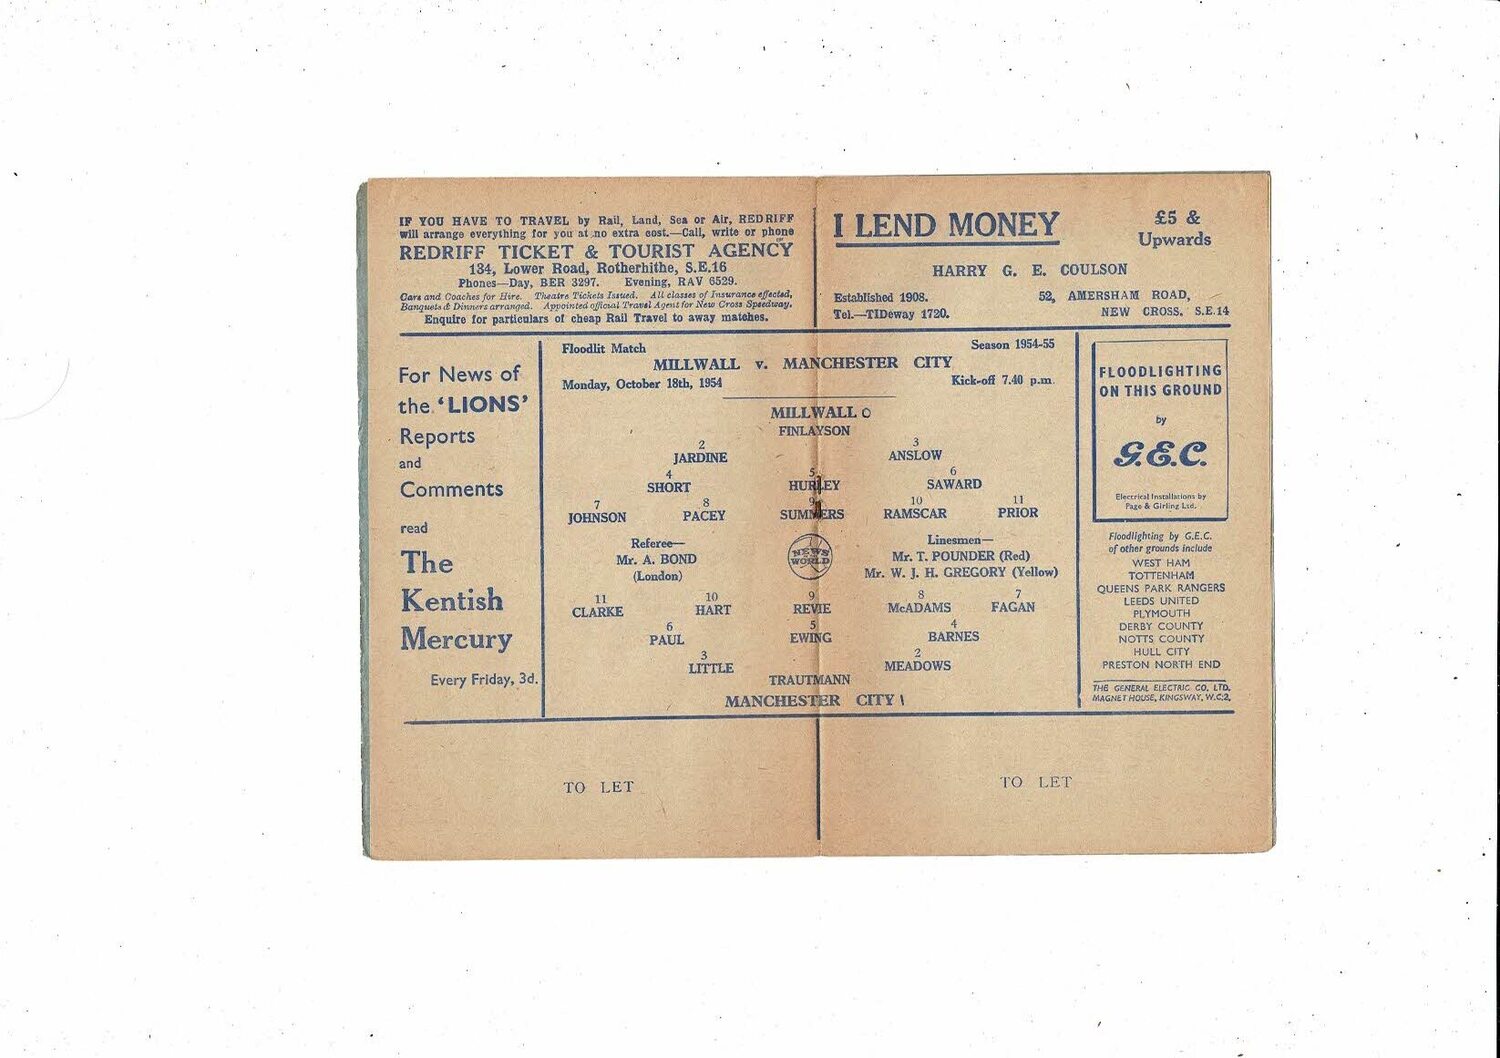 IF YOU HAVE TO TRAVEL by Rail, Land, Sea or Air, REDRIFF
will arrange everything for you at no extra cost.—Call, write or phone
REDRIFF TICKET & TOURIST AGENCY
134, Lower Road, Rotherhithe, S.E.16
Phones—Day, BER 3297. Evening, RAV 6529.
Cars and Coaches for Hire. Theatre Tickets Issued. All classes of Insurance effected,
Banquets & Dinners arranged. Appointed official Travel Agent for New Cross Speedway.
Enquire for particulars of cheap Rail Travel to away matches.
I LEND MONEY
£5 &
Upwards
HARRY G. E. COULSON
Established 1908. 52, AMERSHAM ROAD,
Tel.—TIDeway 1720. NEW CROSS, S.E.14
For News of
the 'LIONS'
Reports
and
Comments
read
The
Kentish
Mercury
Every Friday, 3d.
Floodlit Match Season 1954-55
MILLWALL v. MANCHESTER CITY
Monday, October 18th, 1954 Kick-off 7.40 p.m.
MILLWALL 0
FINLAYSON
2 3
JARDINE ANSLOW
4 5 6
SHORT HURLEY SAWARD
7 8 9 10 11
JOHNSON PACEY SUMMERS RAMSCAR PRIOR
Referee—
Mr. A. BOND
(London)
NEWS
WORLD
Linesmen—
Mr. T. POUNDER (Red)
Mr. W. J. H. GREGORY (Yellow)
11 10 9 8 7
CLARKE HART REVIE McADAMS FAGAN
6 5 4
PAUL EWING BARNES
3 2
LITTLE MEADOWS
TRAUTMANN
MANCHESTER CITY 1
FLOODLIGHTING
ON THIS GROUND
by
G.E.C.
Electrical Installations by
Page & Girling Ltd.
Floodlighting by G.E.C.
of other grounds include
WEST HAM
TOTTENHAM
QUEENS PARK RANGERS
LEEDS UNITED
PLYMOUTH
DERBY COUNTY
NOTTS COUNTY
HULL CITY
PRESTON NORTH END
THE GENERAL ELECTRIC CO. LTD.
MAGNET HOUSE, KINGSWAY, W.C.2.
TO LET
TO LET